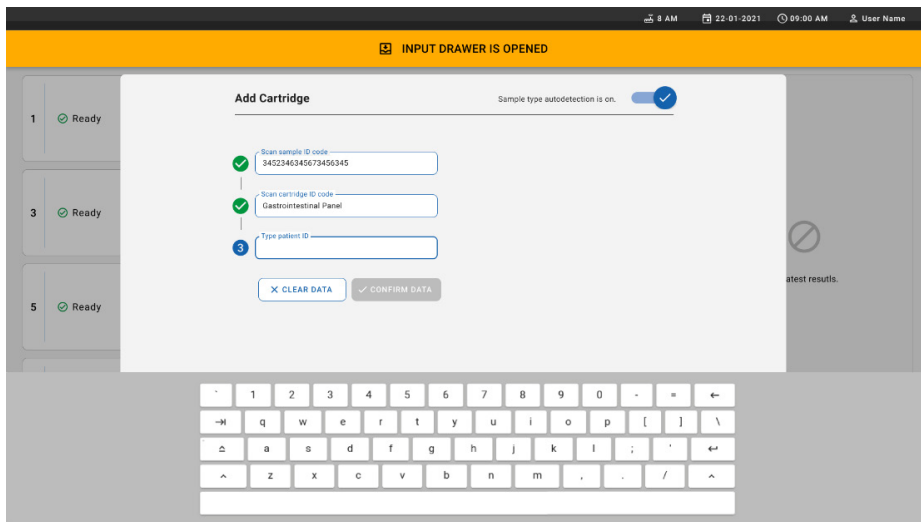 8 AM 22-01-2021 09:00 AM User Name
INPUT DRAWER IS OPENED
Add Cartridge
Sample type autodetection is on.
1 Ready
Scan sample ID code
3452346345673456345
Scan cartridge ID code
Gastrointestinal Panel
3 Ready
Type patient ID
3
atest resutls.
CLEAR DATA
CONFIRM DATA
5 Ready
` 1 2 3 4 5 6 7 8 9 0 - =
q w e r t y u i o p [ ] \
a s d f g h j k l ; '
z x c v b n m , . /